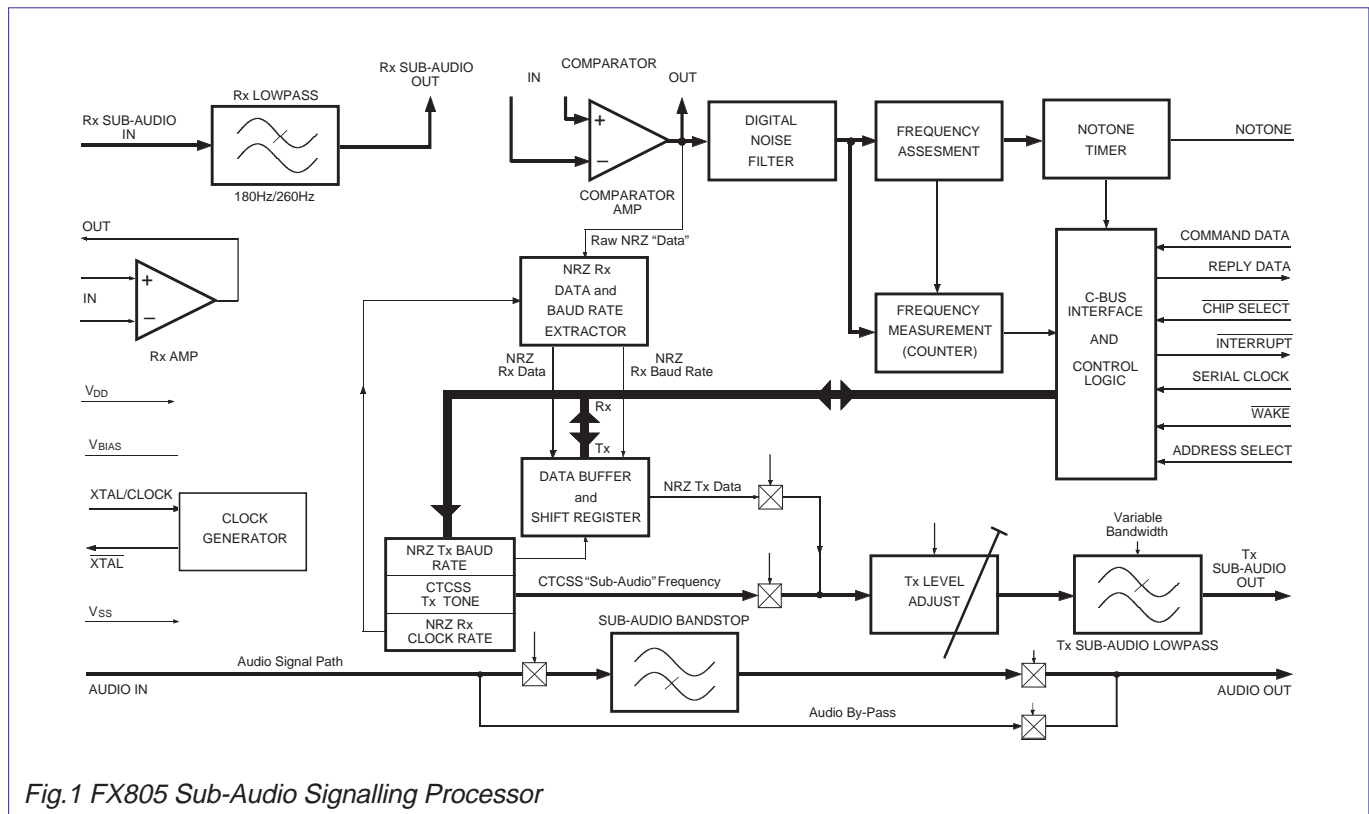 Rx SUB-AUDIO
OUT
COMPARATOR
IN
OUT
Rx SUB-AUDIO
IN
Rx LOWPASS
180Hz/260Hz
+
−
COMPARATOR
AMP
DIGITAL
NOISE
FILTER
FREQUENCY
ASSESMENT
NOTONE
TIMER
NOTONE
OUT
+
IN
−
Rx AMP
Raw NRZ “Data”
NRZ Rx
DATA and
BAUD RATE
EXTRACTOR
FREQUENCY
MEASUREMENT
(COUNTER)
C-BUS
INTERFACE
AND
CONTROL
LOGIC
COMMAND DATA
REPLY DATA
CHIP SELECT
INTERRUPT
SERIAL CLOCK
WAKE
ADDRESS SELECT
NRZ
Rx Data
NRZ
Rx Baud Rate
Rx
Tx
VDD
VBIAS
XTAL/CLOCK
XTAL
CLOCK
GENERATOR
VSS
DATA BUFFER
and
SHIFT REGISTER
NRZ Tx Data
NRZ Tx BAUD
RATE
CTCSS
Tx TONE
NRZ Rx
CLOCK RATE
CTCSS “Sub-Audio” Frequency
Tx LEVEL
ADJUST
Variable
Bandwidth
Tx
SUB-AUDIO
OUT
Tx SUB-AUDIO LOWPASS
SUB-AUDIO BANDSTOP
Audio Signal Path
AUDIO IN
AUDIO OUT
Audio By-Pass
Fig.1 FX805 Sub-Audio Signalling Processor